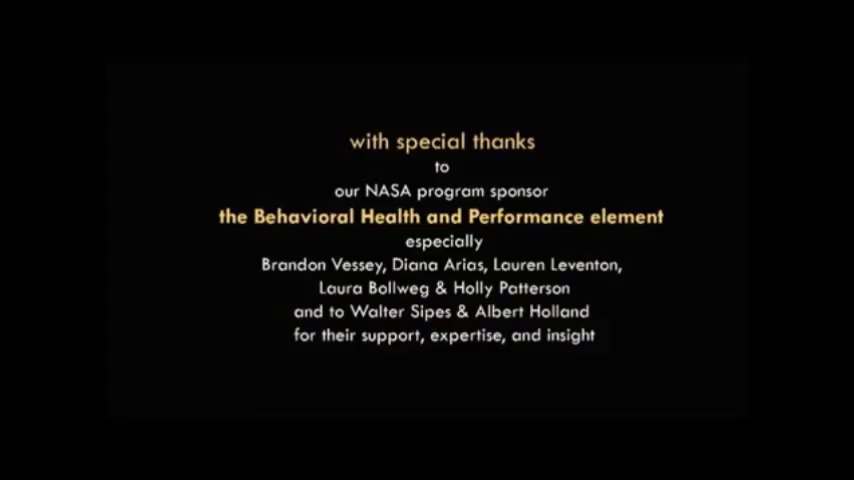 with special thanks
to
our NASA program sponsor
the Behavioral Health and Performance element
especially
Brandon Vessey, Diana Arias, Lauren Leventon,
Laura Bollweg & Holly Patterson
and to Walter Sipes & Albert Holland
for their support, expertise, and insight